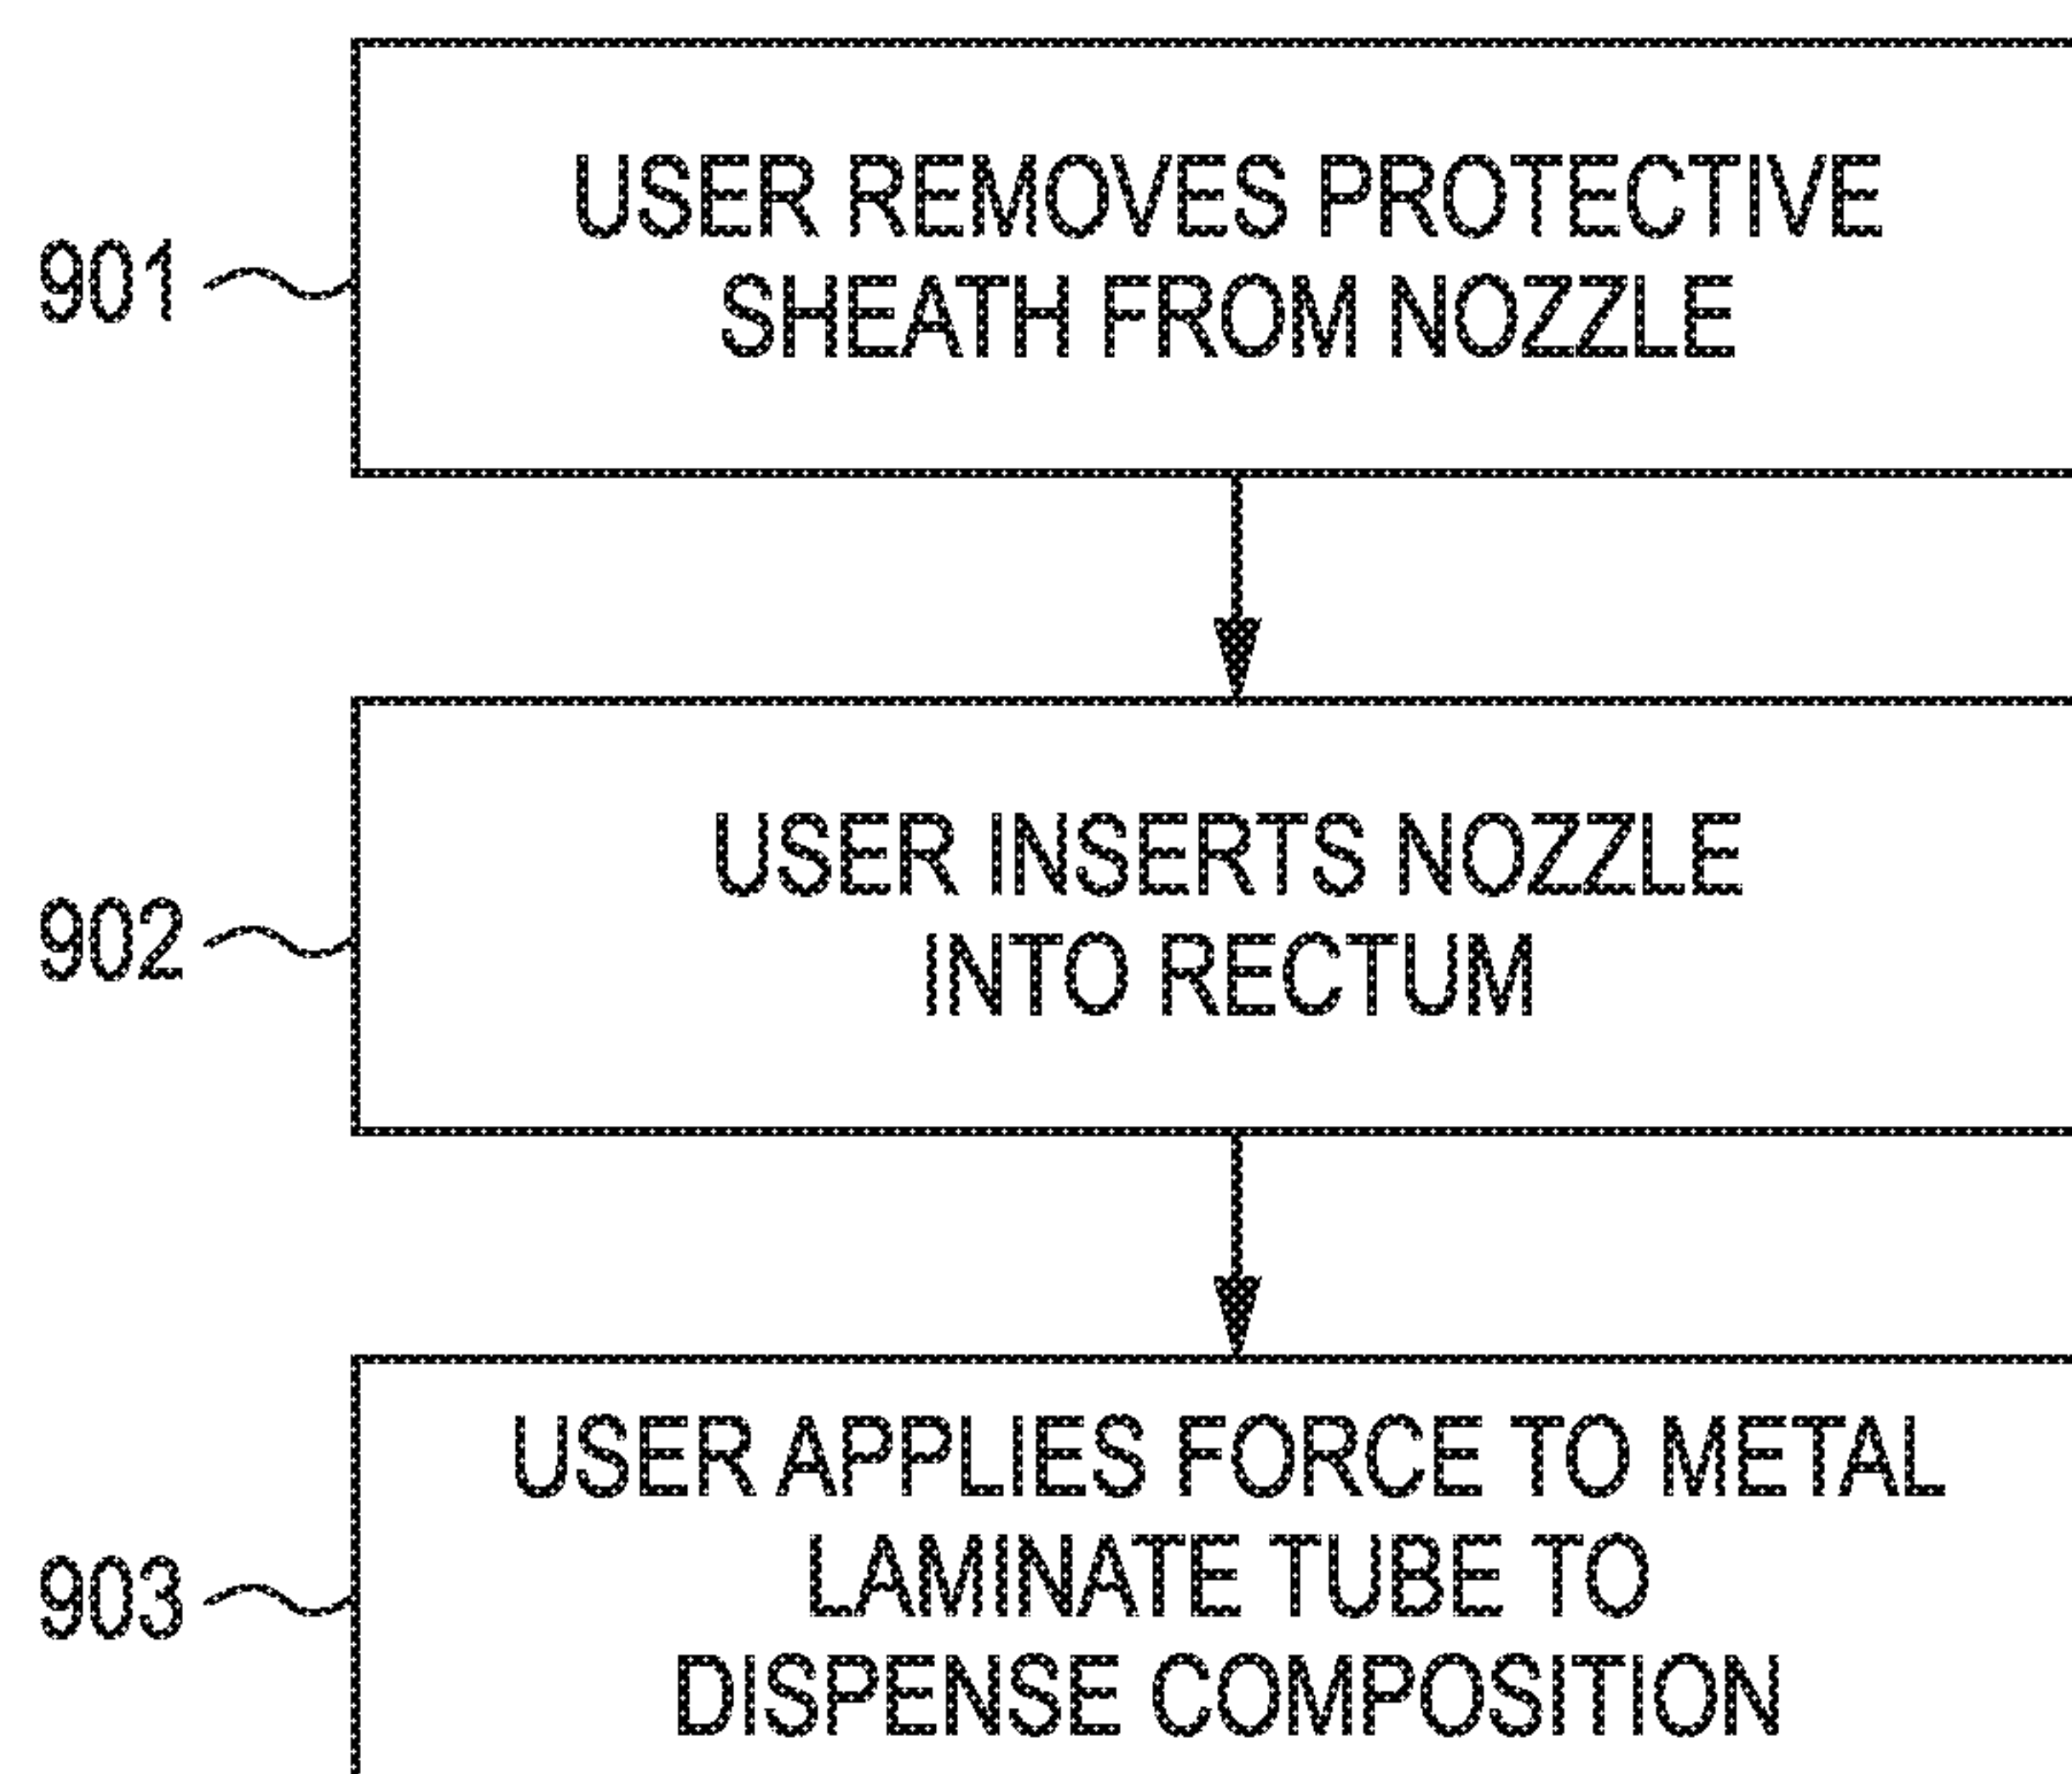 901
USER REMOVES PROTECTIVE
SHEATH FROM NOZZLE
902
USER INSERTS NOZZLE
INTO RECTUM
903
USER APPLIES FORCE TO METAL
LAMINATE TUBE TO
DISPENSE COMPOSITION